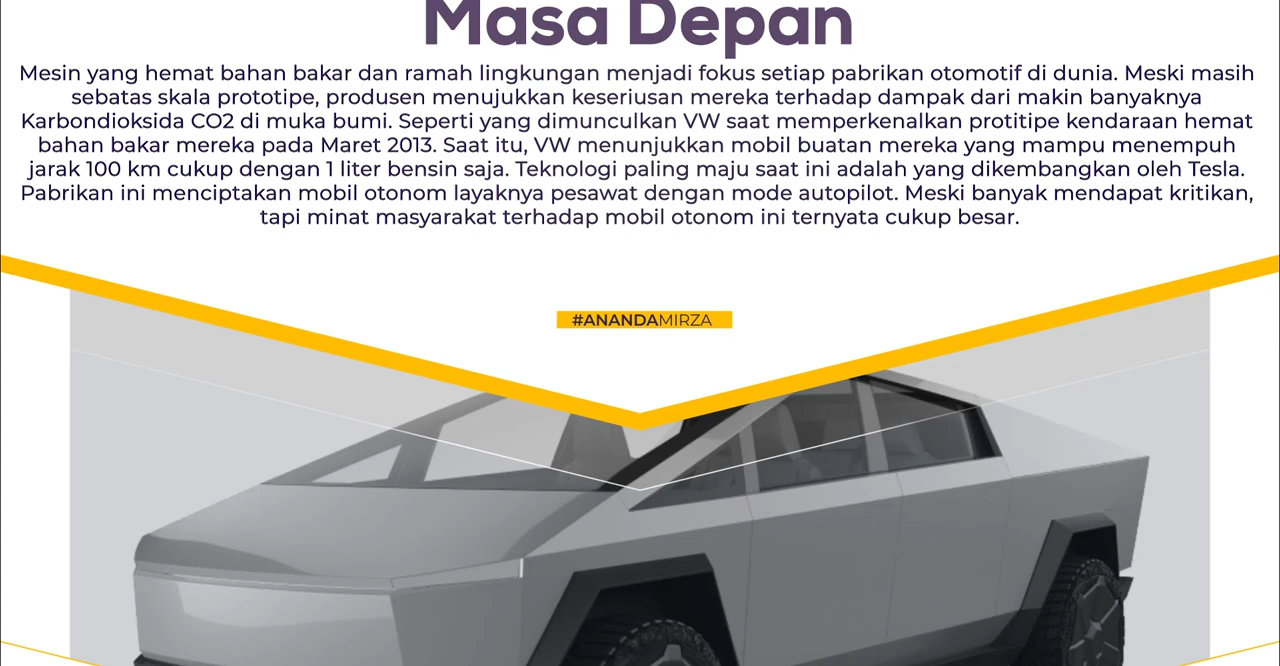 Masa Depan
Mesin yang hemat bahan bakar dan ramah lingkungan menjadi fokus setiap pabrikan otomotif di dunia. Meski masih
sebatas skala prototipe, produsen menujukkan keseriusan mereka terhadap dampak dari makin banyaknya
Karbondioksida CO2 di muka bumi. Seperti yang dimunculkan VW saat memperkenalkan protitipe kendaraan hemat
bahan bakar mereka pada Maret 2013. Saat itu, VW menunjukkan mobil buatan mereka yang mampu menempuh
jarak 100 km cukup dengan 1 liter bensin saja. Teknologi paling maju saat ini adalah yang dikembangkan oleh Tesla.
Pabrikan ini menciptakan mobil otonom layaknya pesawat dengan mode autopilot. Meski banyak mendapat kritikan,
tapi minat masyarakat terhadap mobil otonom ini ternyata cukup besar.
#ANANDAMIRZA